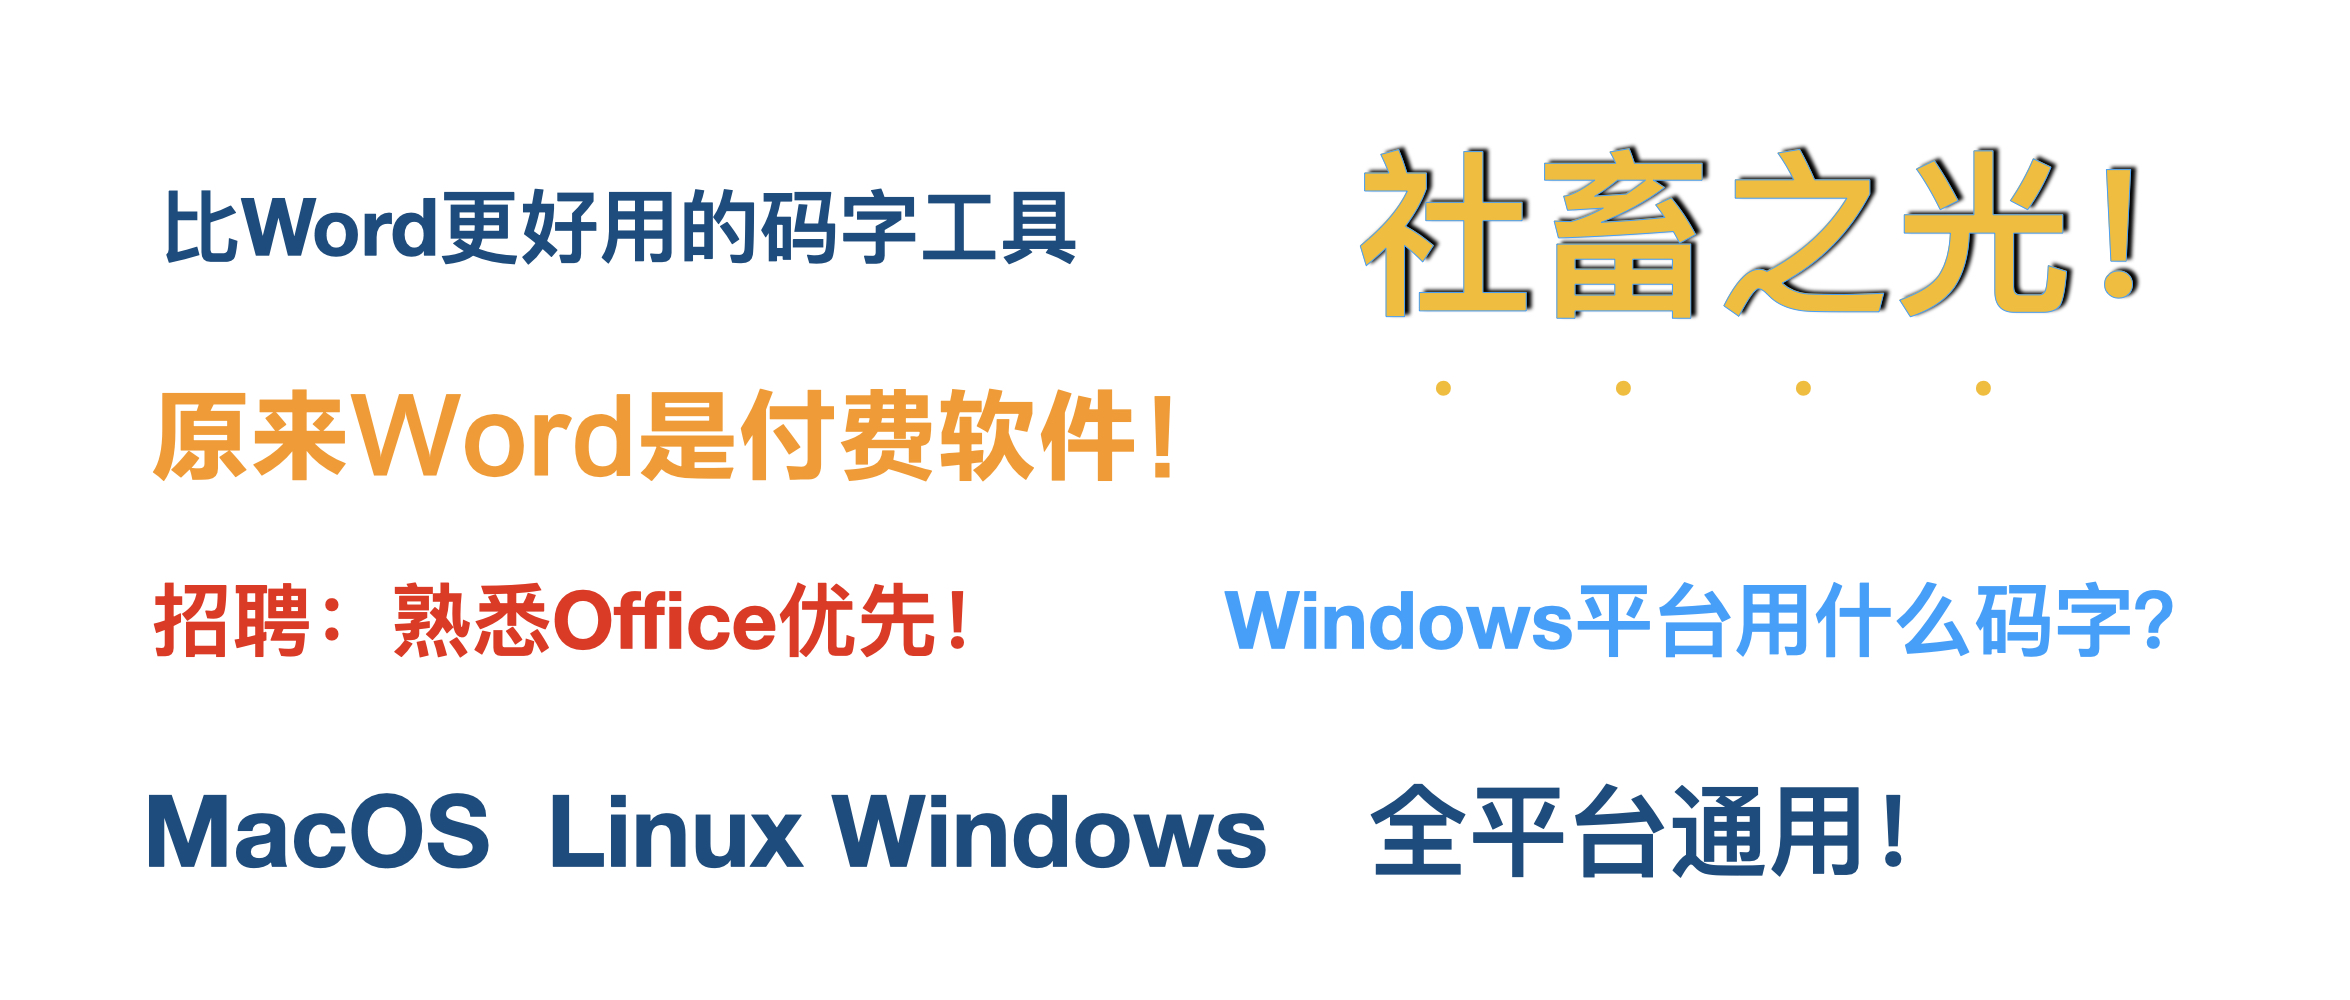 比Word更好用的码字工具
社畜之光！
原来Word是付费软件！
招聘：熟悉Office优先！
Windows平台用什么码字？
MacOS Linux Windows 全平台通用！